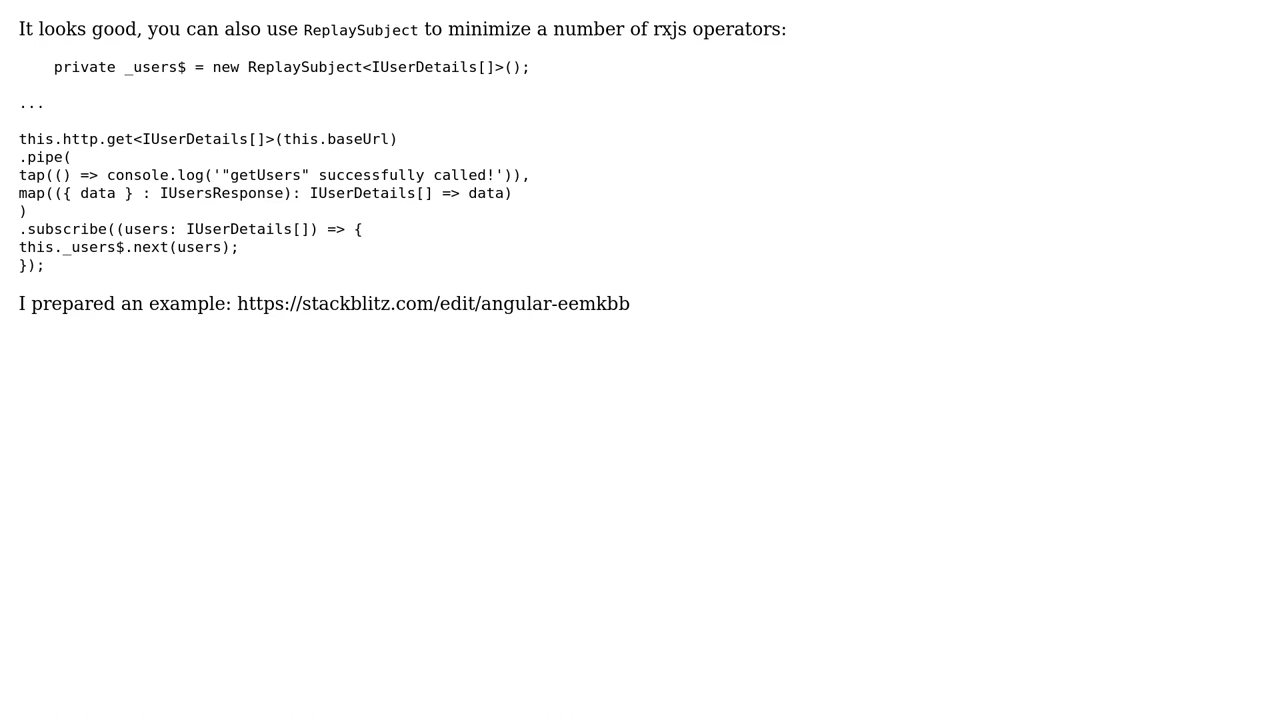 It looks good, you can also use ReplaySubject to minimize a number of rxjs operators:
    private _users$ = new ReplaySubject<IUserDetails[]>();
...
this.http.get<IUserDetails[]>(this.baseUrl)
.pipe(
tap(() => console.log('"getUsers" successfully called!')),
map(({ data } : IUsersResponse): IUserDetails[] => data)
)
.subscribe((users: IUserDetails[]) => {
this._users$.next(users);
});
I prepared an example: https://stackblitz.com/edit/angular-eemkbb